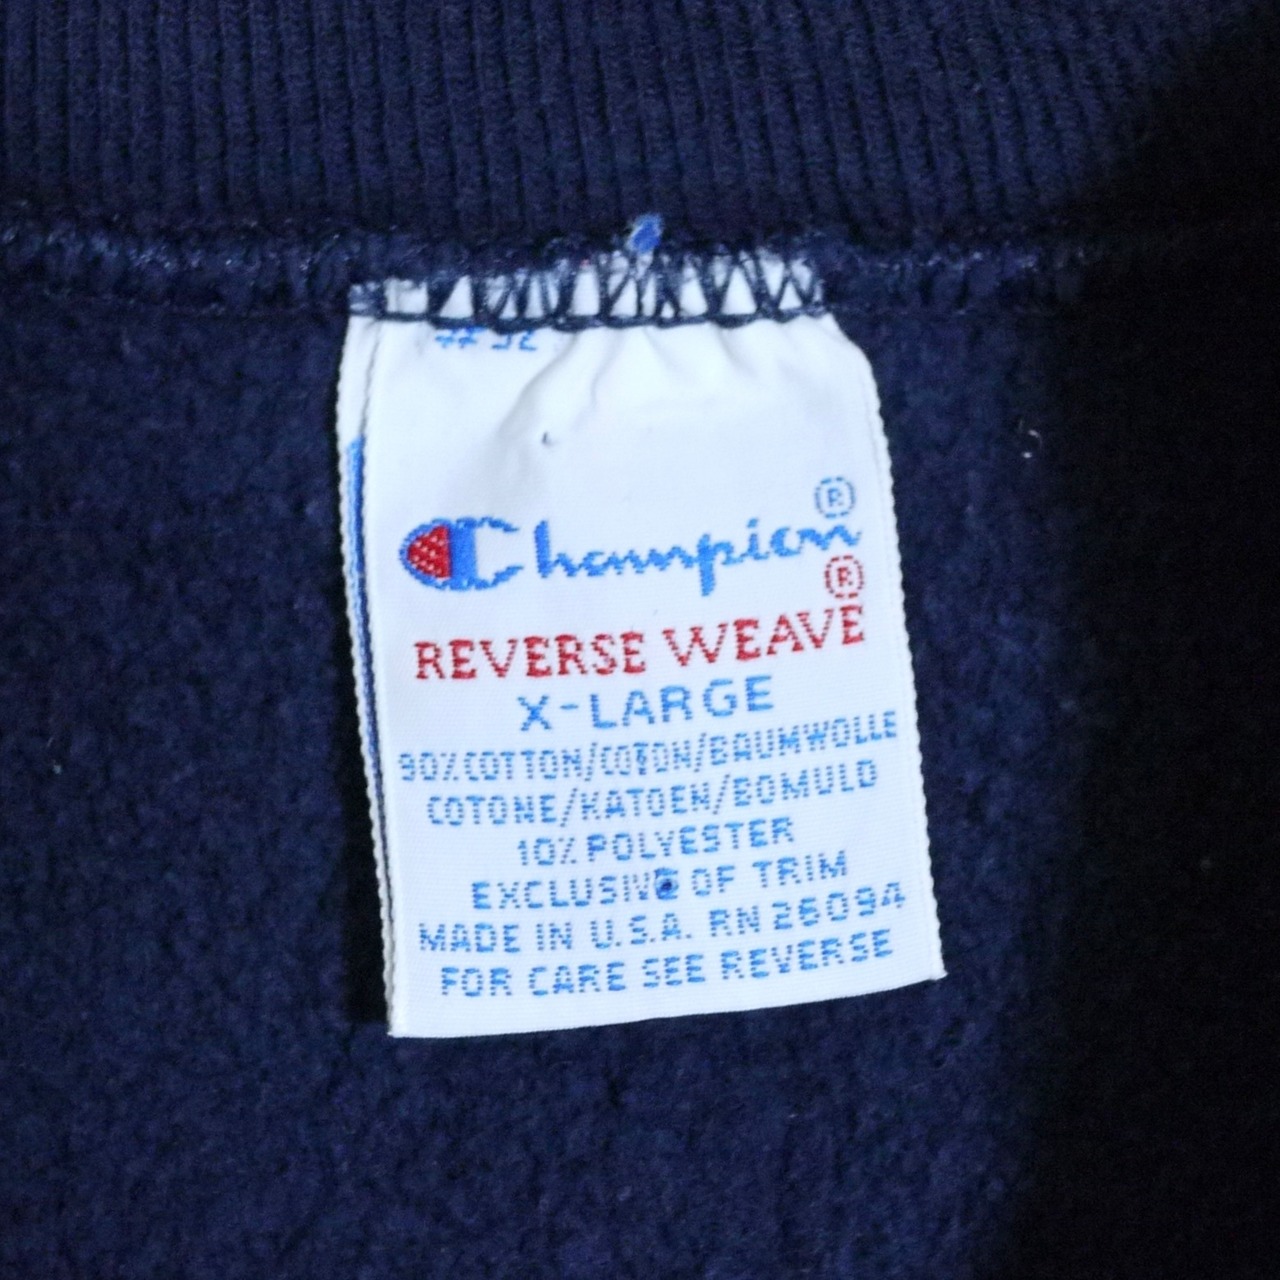 Champion®
REVERSE WEAVE®
X-LARGE
90% COTTON/COTON/BAUMWOLLE
COTONE/KATOEN/BOMULD
10% POLYESTER
EXCLUSIVE OF TRIM
MADE IN U.S.A. RN 26094
FOR CARE SEE REVERSE